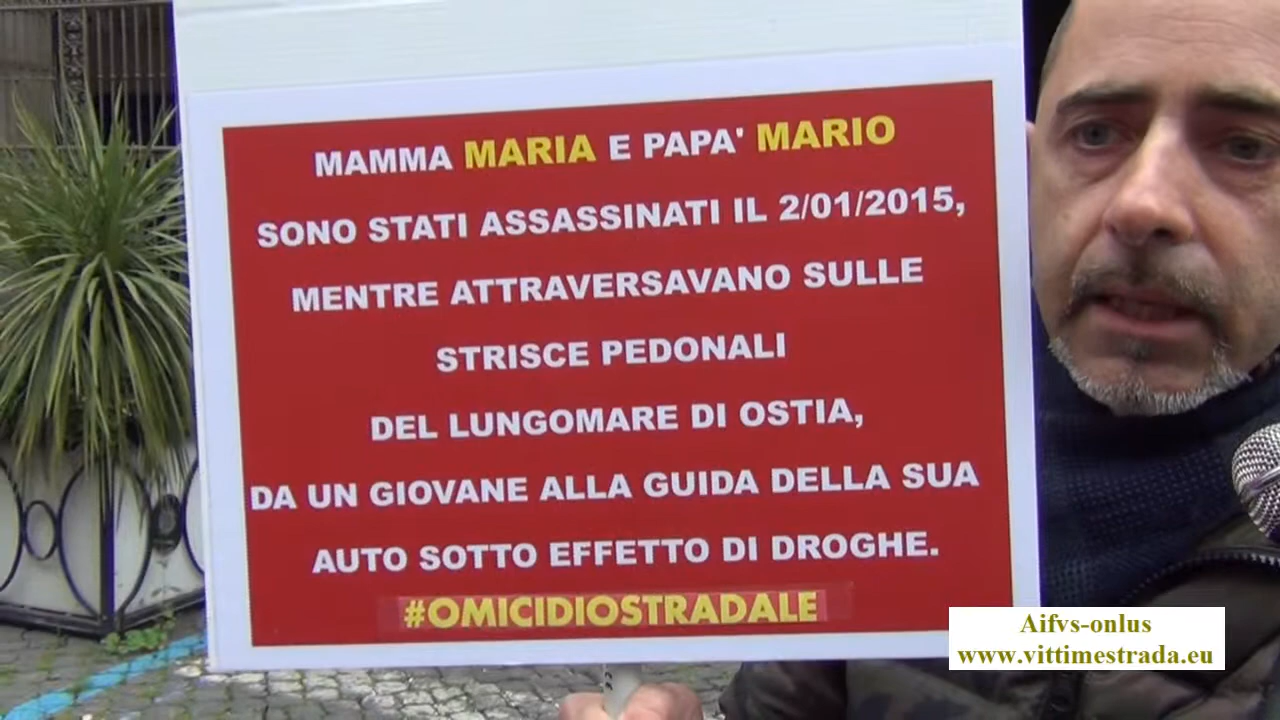 MAMMA MARIA E PAPA' MARIO
SONO STATI ASSASSINATI IL 2/01/2015,
MENTRE ATTRAVERSAVANO SULLE
STRISCE PEDONALI
DEL LUNGOMARE DI OSTIA,
DA UN GIOVANE ALLA GUIDA DELLA SUA
AUTO SOTTO EFFETTO DI DROGHE.
#OMICIDIOSTRADALE
Aifvs-onlus
www.vittimestrada.eu